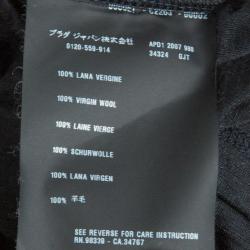 プラダ ジャパン株式会社
0120-559-914
APD1 2007 980
34324 GJT
100% LANA VERGINE
100% VIRGIN WOOL
100% LAINE VIERGE
100% SCHURWOLLE
100% LANA VIRGEN
100% 羊毛
SEE REVERSE FOR CARE INSTRUCTION
RN.98339 - CA.34767